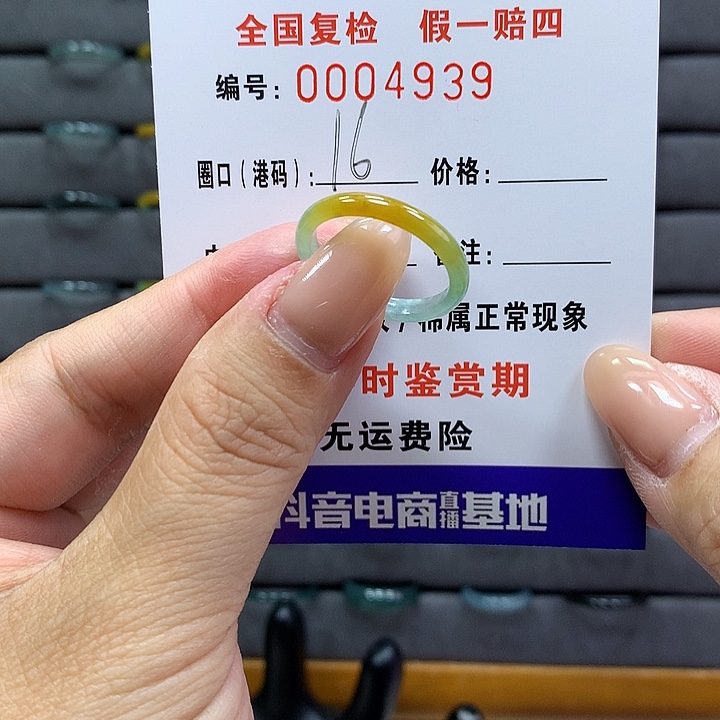 全国复检 假一赔四
编号: 0004939
圈口(港码): 16 价格:
注:
/棉属正常现象
时鉴赏期
无运费险
抖音电商直播基地